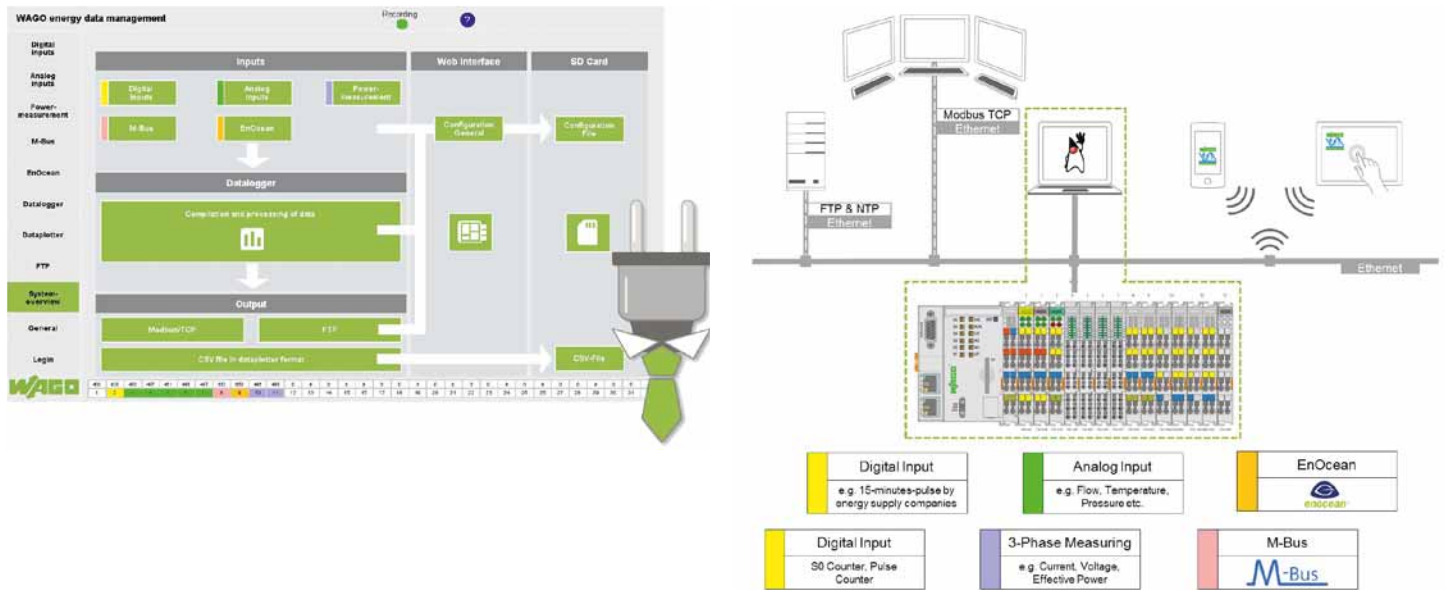 WAGO energy data management
Recording
?
Digital
Inputs
Analog
Inputs
Power-
measurement
M-Bus
EnOcean
Datalogger
Dataplotter
FTP
System-
overview
General
Login
WAGO
Inputs
Web Interface
SD Card
Digital
Inputs
Analog
Inputs
Power-
measurement
M-Bus
EnOcean
Configuration
General
Configuration
File
Datalogger
Compilation and processing of data
Output
Modbus/TCP
FTP
CSV file in dataplotter format
CSV-File
Modbus TCP
Ethernet
FTP & NTP
Ethernet
Ethernet
WAGO
Digital Input
e.g. 15-minutes-pulse by
energy supply companies
Analog Input
e.g. Flow, Temperature,
Pressure etc.
EnOcean
enocean
Digital Input
S0 Counter, Pulse
Counter
3-Phase Measuring
e.g. Current, Voltage,
Effective Power
M-Bus
M-Bus